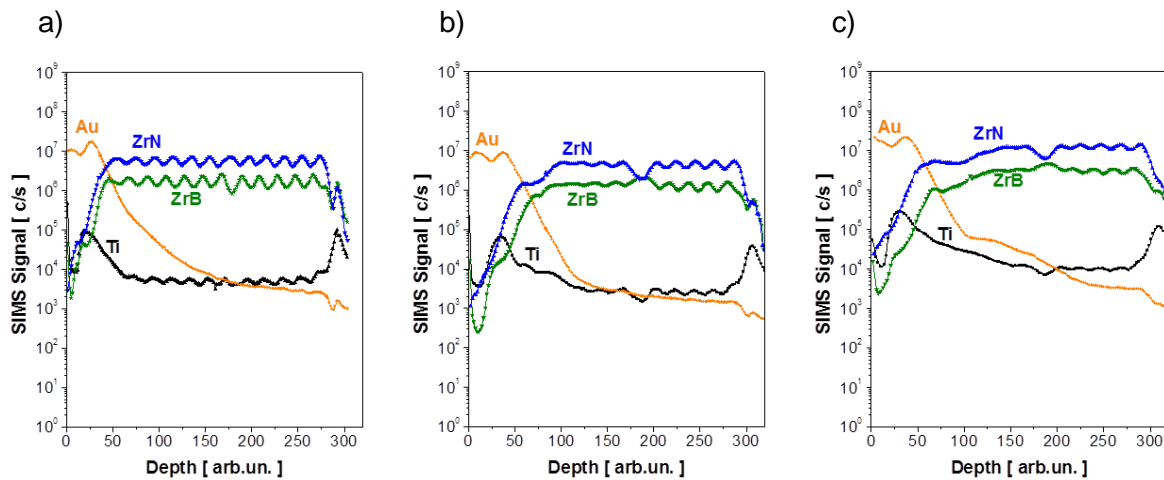 a)
b)
c)
10⁹
10⁸
10⁷
10⁶
10⁵
10⁴
10³
10²
10¹
10⁰
SIMS Signal [ c/s ]
Au
ZrN
ZrB
Ti
0 50 100 150 200 250 300
Depth [ arb.un. ]
10⁹
10⁸
10⁷
10⁶
10⁵
10⁴
10³
10²
10¹
10⁰
SIMS Signal [ c/s ]
Au
ZrN
ZrB
Ti
0 50 100 150 200 250 300
Depth [ arb.un. ]
10⁹
10⁸
10⁷
10⁶
10⁵
10⁴
10³
10²
10¹
10⁰
SIMS Signal [ c/s ]
Au
ZrN
ZrB
Ti
0 50 100 150 200 250 300
Depth [ arb.un. ]